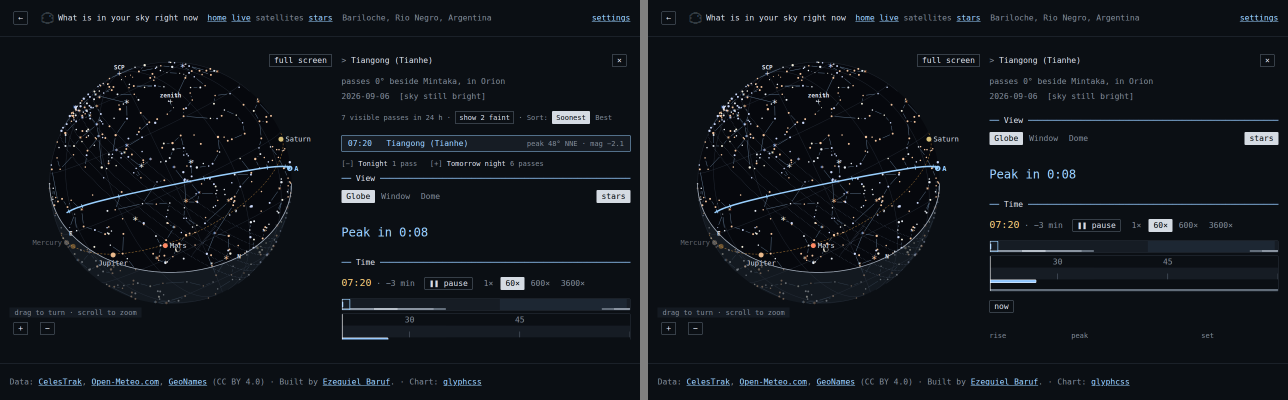 ← What is in your sky right now home live satellites stars Bariloche, Rio Negro, Argentina settings
full screen
> Tiangong (Tianhe) ×
passes 0° beside Mintaka, in Orion
2026-09-06 [sky still bright]
7 visible passes in 24 h · show 2 faint · Sort: Soonest Best
07:20 Tiangong (Tianhe) peak 48° NNE · mag −2.1
[−] Tonight 1 pass [+] Tomorrow night 6 passes
View
Globe Window Dome stars
Peak in 0:08
Time
07:20 · −3 min ❚❚ pause 1× 60× 600× 3600×
30 45
SCP
zenith
Saturn
A
E
Mercury
Mars
Jupiter
N
drag to turn · scroll to zoom
+ −
Data: CelesTrak, Open-Meteo.com, GeoNames (CC BY 4.0) · Built by Ezequiel Baruf. · Chart: glyphcss
← What is in your sky right now home live satellites stars Bariloche, Rio Negro, Argentina settings
full screen
> Tiangong (Tianhe) ×
passes 0° beside Mintaka, in Orion
2026-09-06 [sky still bright]
View
Globe Window Dome stars
Peak in 0:08
Time
07:20 · −3 min ❚❚ pause 1× 60× 600× 3600×
30 45
now
rise peak set
SCP
zenith
Saturn
A
E
Mercury
Mars
Jupiter
N
drag to turn · scroll to zoom
+ −
Data: CelesTrak, Open-Meteo.com, GeoNames (CC BY 4.0) · Built by Ezequiel Baruf. · Chart: glyphcss